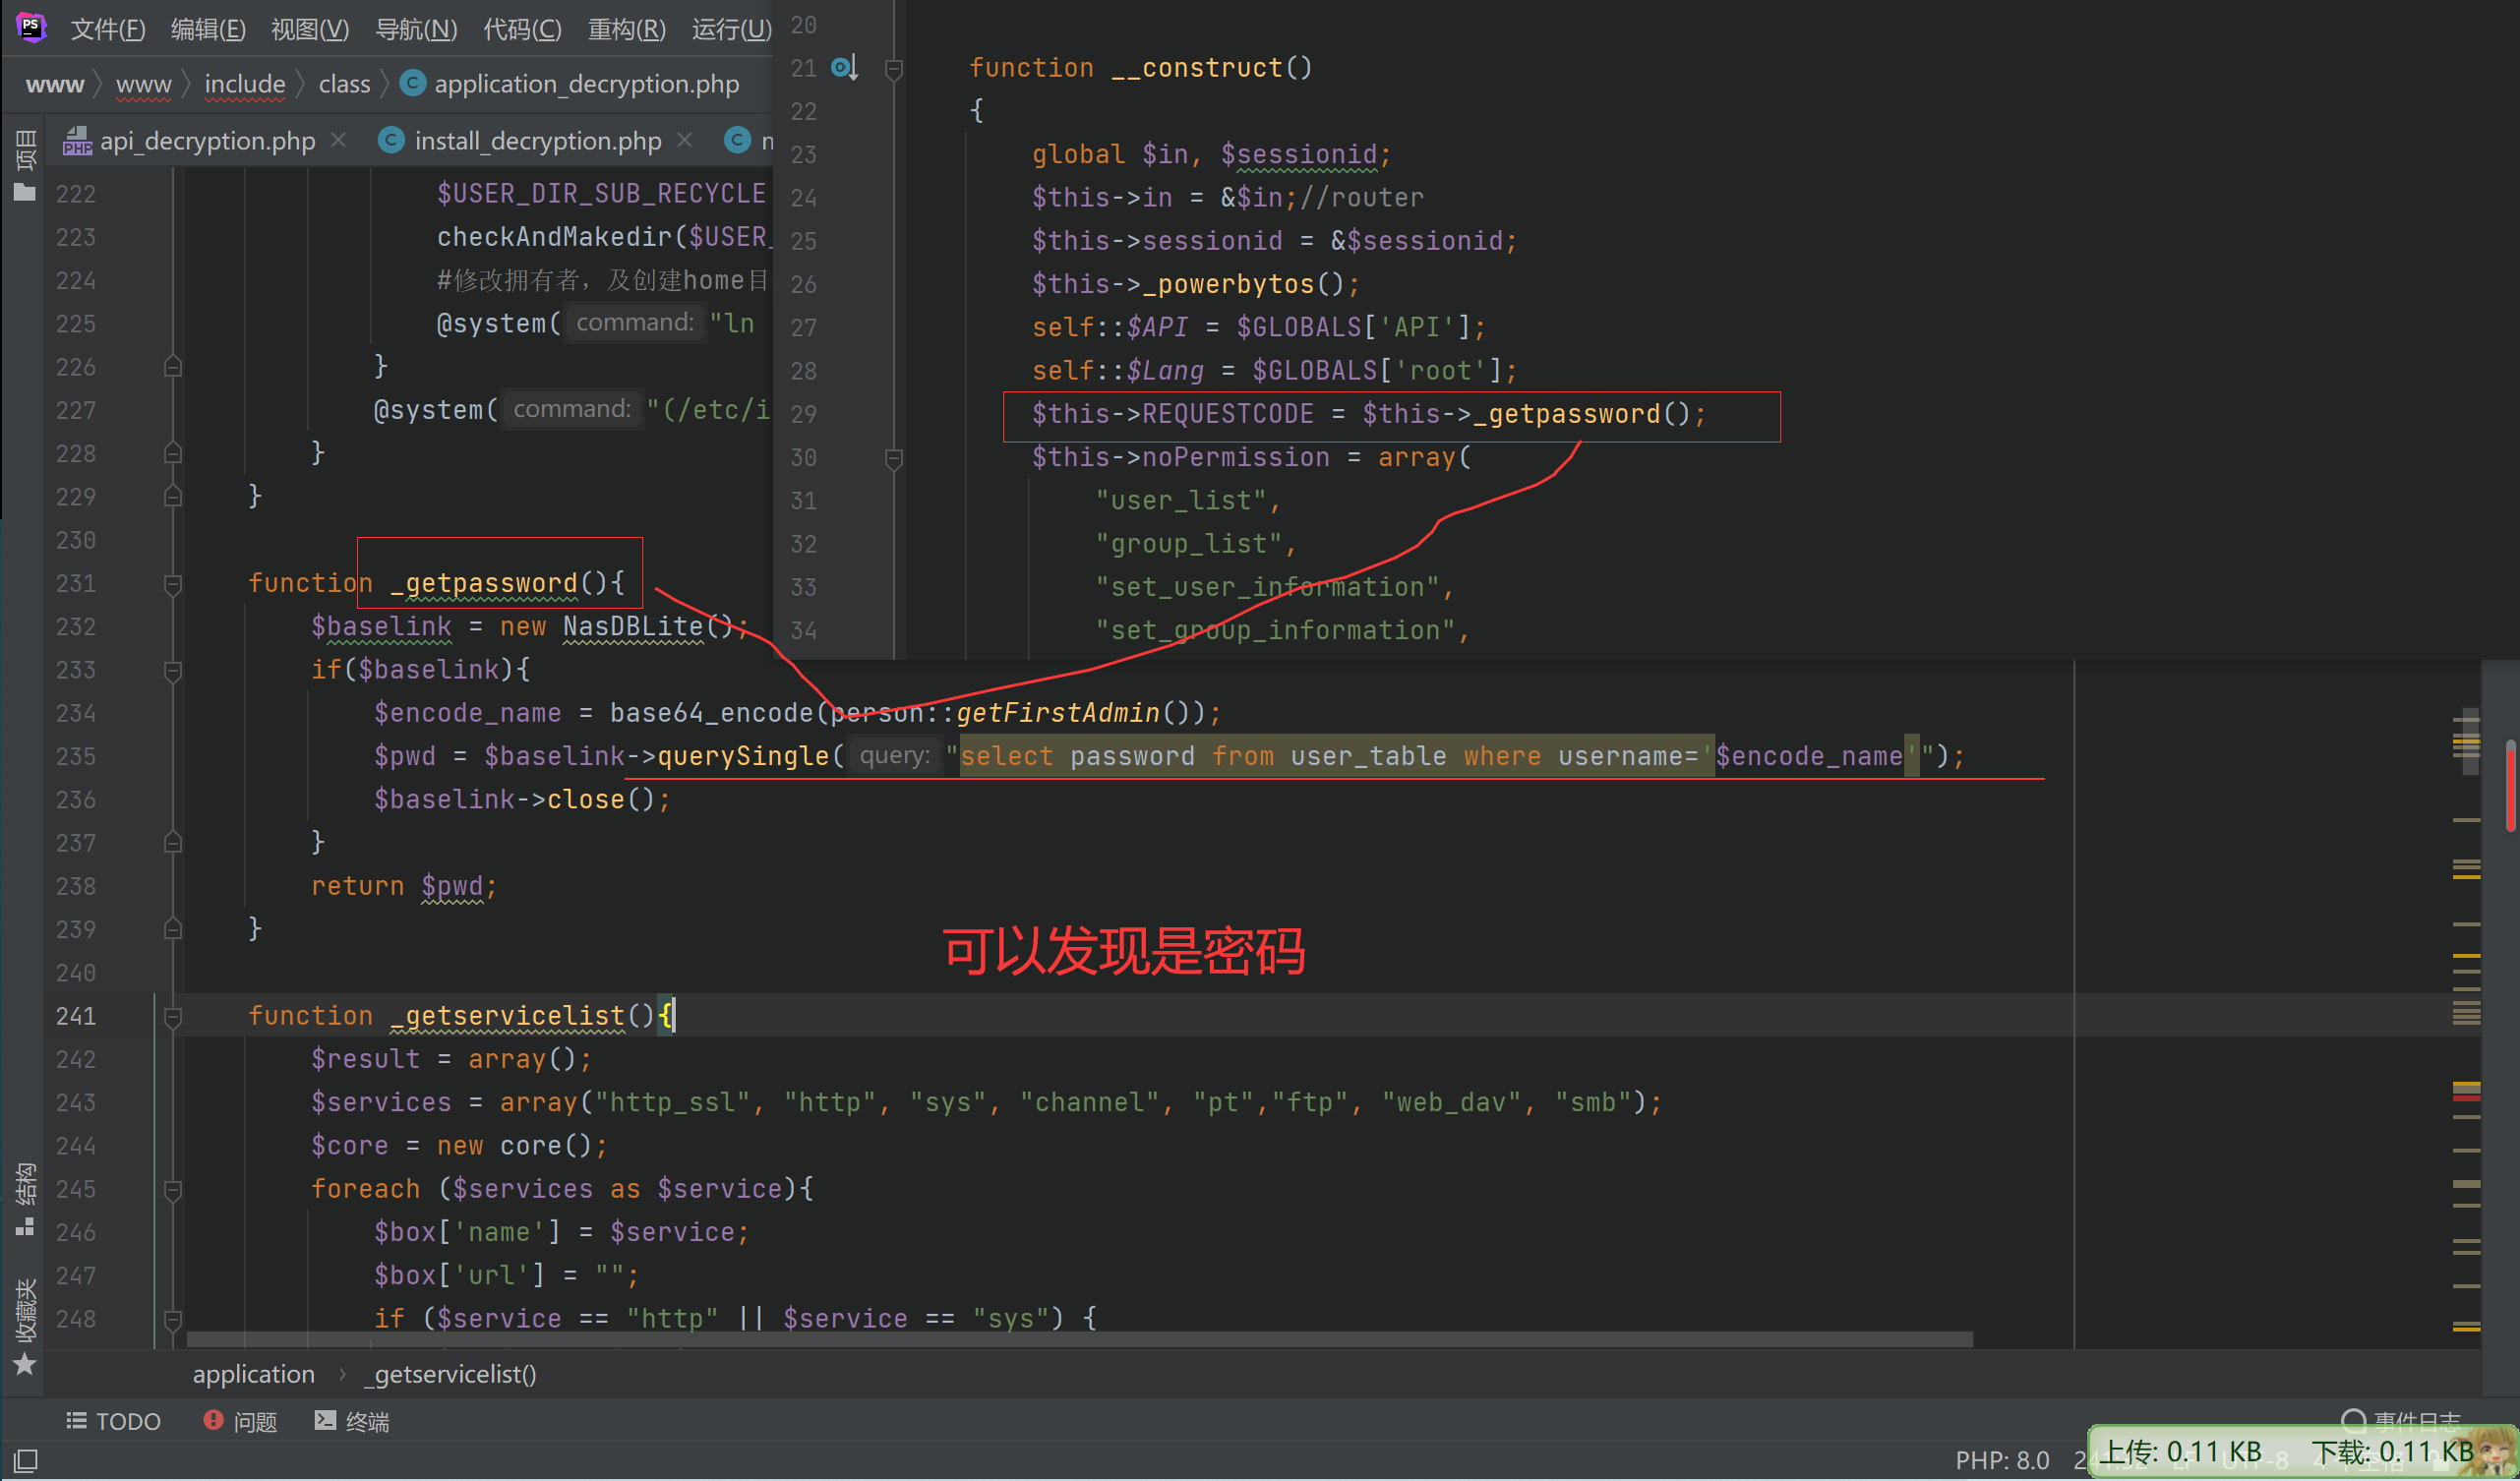 PS 文件(F) 编辑(E) 视图(V) 导航(N) 代码(C) 重构(R) 运行(U)
www www include class application_decryption.php
api_decryption.php install_decryption.php
项目
222 $USER_DIR_SUB_RECYCLE
223 checkAndMakedir($USER_
224 #修改拥有者，及创建home目
225 @system( command: "ln
226 }
227 @system( command: "(/etc/i
228 }
229 }
230
231 function _getpassword(){
232 $baselink = new NasDBLite();
233 if($baselink){
234 $encode_name = base64_encode(person::getFirstAdmin());
235 $pwd = $baselink->querySingle( query: "select password from user_table where username='$encode_name'");
236 $baselink->close();
237 }
238 return $pwd;
239 }
240
241 function _getservicelist(){
242 $result = array();
243 $services = array("http_ssl", "http", "sys", "channel", "pt","ftp", "web_dav", "smb");
244 $core = new core();
245 foreach ($services as $service){
246 $box['name'] = $service;
247 $box['url'] = "";
248 if ($service == "http" || $service == "sys") {
20
21 function __construct()
22 {
23 global $in, $sessionid;
24 $this->in = &$in;//router
25 $this->sessionid = &$sessionid;
26 $this->_powerbytos();
27 self::$API = $GLOBALS['API'];
28 self::$Lang = $GLOBALS['root'];
29 $this->REQUESTCODE = $this->_getpassword();
30 $this->noPermission = array(
31 "user_list",
32 "group_list",
33 "set_user_information",
34 "set_group_information",
可以发现是密码
结构
收藏夹
application _getservicelist()
TODO 问题 终端 事件日志
PHP: 8.0
上传: 0.11 KB 下载: 0.11 KB